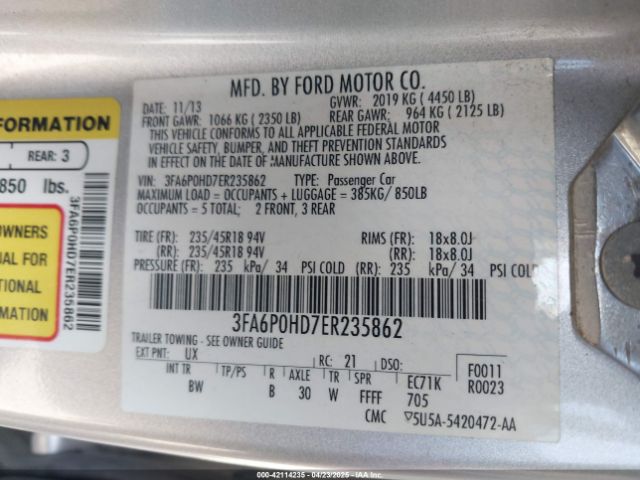 MFD. BY FORD MOTOR CO.
DATE: 11/13 GVWR: 2019 KG ( 4450 LB)
FRONT GAWR: 1066 KG ( 2350 LB) REAR GAWR: 964 KG ( 2125 LB)
THIS VEHICLE CONFORMS TO ALL APPLICABLE FEDERAL MOTOR
VEHICLE SAFETY, BUMPER, AND THEFT PREVENTION STANDARDS
IN EFFECT ON THE DATE OF MANUFACTURE SHOWN ABOVE.
VIN: 3FA6P0HD7ER235862 TYPE: Passenger Car
MAXIMUM LOAD = OCCUPANTS + LUGGAGE = 385KG/ 850LB
OCCUPANTS = 5 TOTAL; 2 FRONT, 3 REAR
TIRE (FR): 235/45R18 94V RIMS (FR): 18x8.0J
(RR): 235/45R18 94V (RR): 18x8.0J
PRESSURE (FR): 235 kPa/ 34 PSI COLD (RR): 235 kPa/ 34 PSI COLD
3FA6P0HD7ER235862
TRAILER TOWING - SEE OWNER GUIDE
EXT PNT: UX RC: 21 DSO: F0011
INT TR TP/PS R AXLE TR SPR EC71K R0023
BW B 30 W FFFF 705
CMC 5U5A-5420472-AA
FORMATION
REAR: 3
850 lbs.
OWNERS
UAL FOR
TIONAL
MATION
3FA6P0HD7ER235862
000-42114235 - 04/23/2025 - IAAI.COM